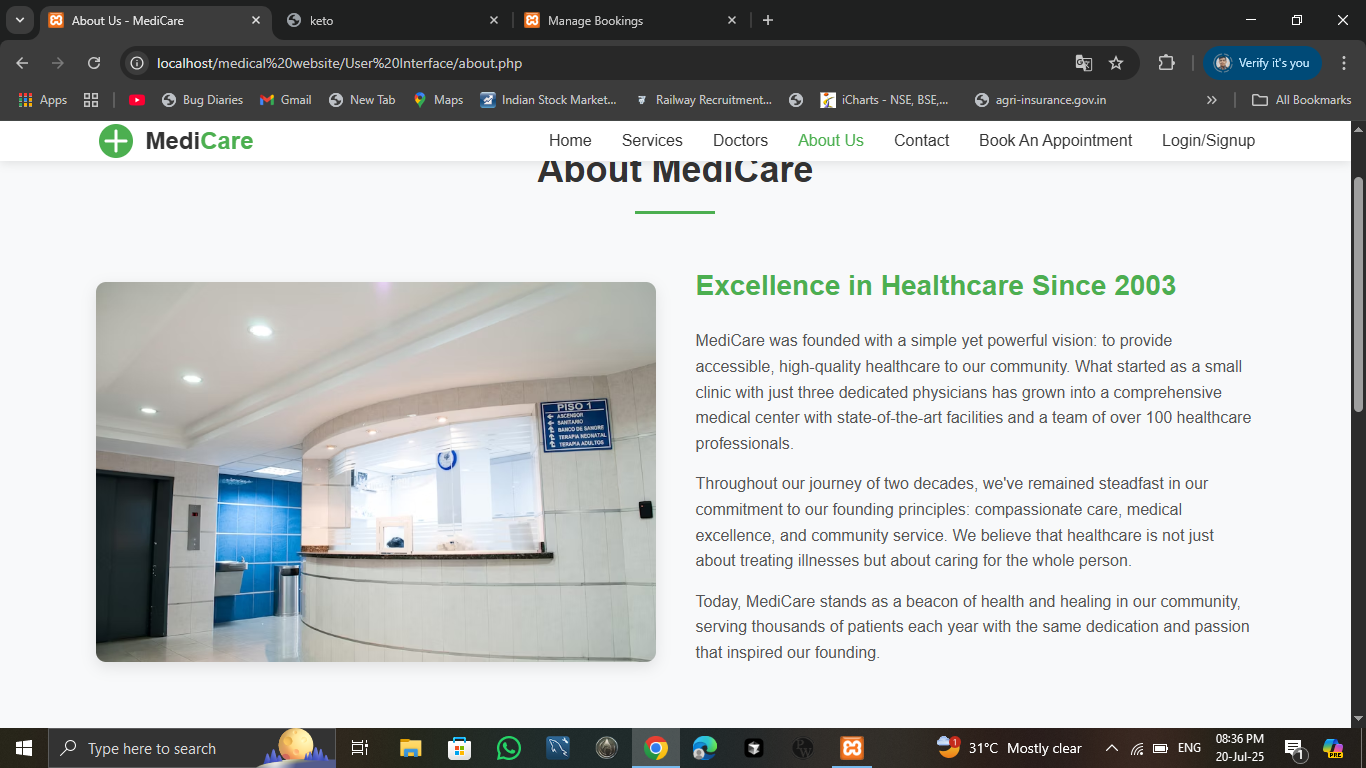 About Us - MediCare
keto
Manage Bookings
localhost/medical%20website/User%20Interface/about.php
Verify it's you
Apps
Bug Diaries
Gmail
New Tab
Maps
Indian Stock Market...
Railway Recruitment...
iCharts - NSE, BSE,...
agri-insurance.gov.in
All Bookmarks
MediCare
Home
Services
Doctors
About Us
Contact
Book An Appointment
Login/Signup
About MediCare
Excellence in Healthcare Since 2003
MediCare was founded with a simple yet powerful vision: to provide
accessible, high-quality healthcare to our community. What started as a small
clinic with just three dedicated physicians has grown into a comprehensive
medical center with state-of-the-art facilities and a team of over 100 healthcare
professionals.
Throughout our journey of two decades, we've remained steadfast in our
commitment to our founding principles: compassionate care, medical
excellence, and community service. We believe that healthcare is not just
about treating illnesses but about caring for the whole person.
Today, MediCare stands as a beacon of health and healing in our community,
serving thousands of patients each year with the same dedication and passion
that inspired our founding.
PISO 1
ASCENSOR
SANITARIO
BANCO DE SANGRE
TERAPIA NEONATAL
TERAPIA ADULTOS
Type here to search
1
31°C Mostly clear
ENG
08:36 PM
20-Jul-25
1
PRE